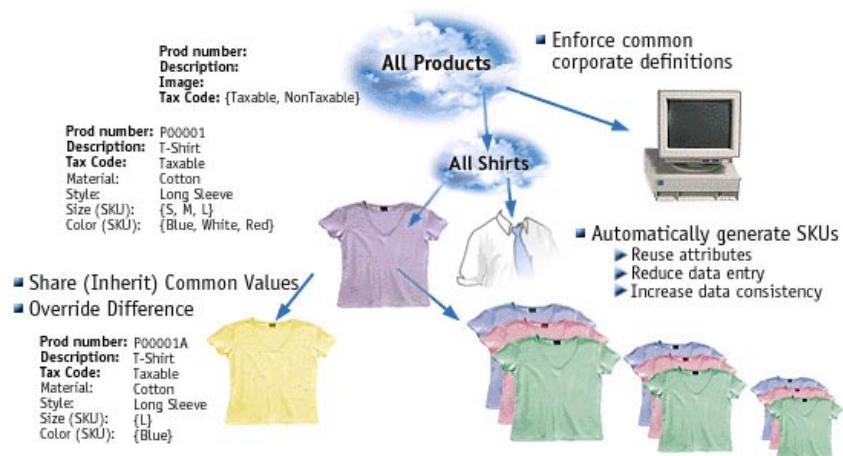 Prod number:
Description:
Image:
Tax Code: {Taxable, NonTaxable}
All Products
▪ Enforce common
corporate definitions
Prod number: P00001
Description: T-Shirt
Tax Code: Taxable
Material: Cotton
Style: Long Sleeve
Size (SKU): {S, M, L}
Color (SKU): {Blue, White, Red}
All Shirts
▪ Automatically generate SKUs
▶ Reuse attributes
▶ Reduce data entry
▶ Increase data consistency
▪ Share (Inherit) Common Values
▪ Override Difference
Prod number: P00001A
Description: T-Shirt
Tax Code: Taxable
Material: Cotton
Style: Long Sleeve
Size (SKU): {L}
Color (SKU): {Blue}